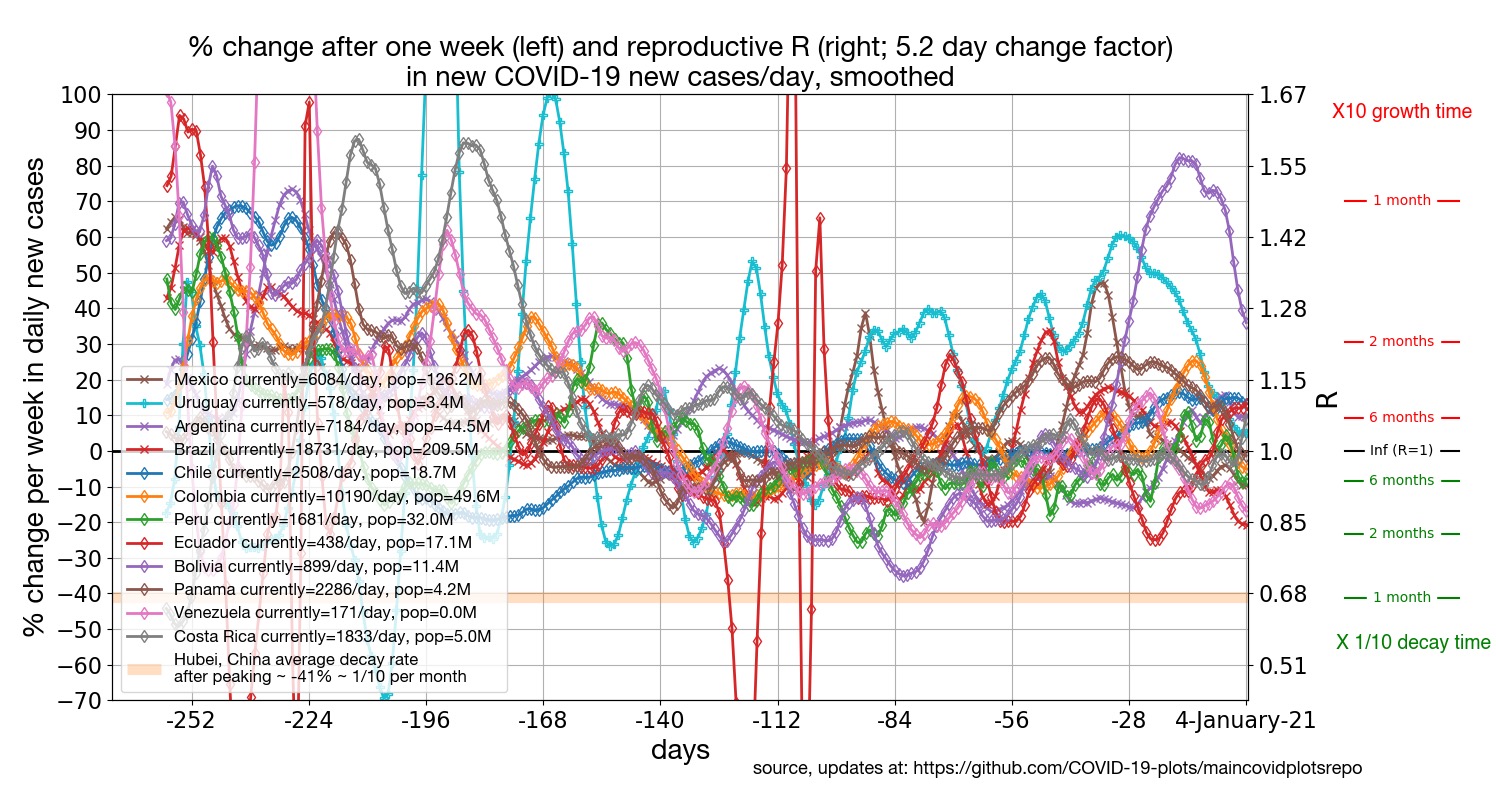 % change after one week (left) and reproductive R (right; 5.2 day change factor)
in new COVID-19 new cases/day, smoothed
% change per week in daily new cases
100
90
80
70
60
50
40
30
20
10
0
−10
−20
−30
−40
−50
−60
−70
Mexico currently=6084/day, pop=126.2M
Uruguay currently=578/day, pop=3.4M
Argentina currently=7184/day, pop=44.5M
Brazil currently=18731/day, pop=209.5M
Chile currently=2508/day, pop=18.7M
Colombia currently=10190/day, pop=49.6M
Peru currently=1681/day, pop=32.0M
Ecuador currently=438/day, pop=17.1M
Bolivia currently=899/day, pop=11.4M
Panama currently=2286/day, pop=4.2M
Venezuela currently=171/day, pop=0.0M
Costa Rica currently=1833/day, pop=5.0M
Hubei, China average decay rate
after peaking ~ -41% ~ 1/10 per month
-252
-224
-196
-168
-140
-112
-84
-56
-28
4-January-21
days
1.67
1.55
1.42
1.28
1.15
1.0
0.85
0.68
0.51
R
X10 growth time
1 month
2 months
6 months
Inf (R=1)
6 months
2 months
1 month
X 1/10 decay time
source, updates at: https://github.com/COVID-19-plots/maincovidplotsrepo